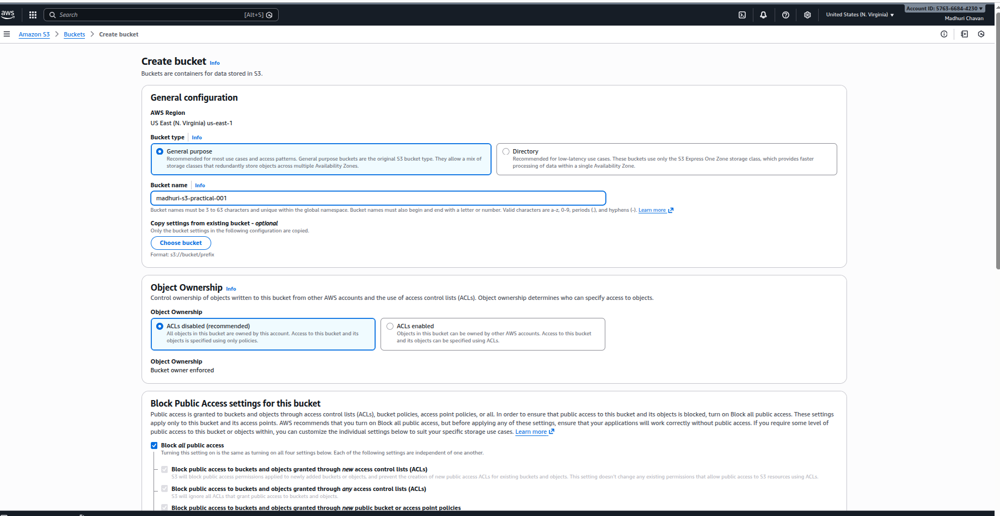 aws
Search [Alt+S]
United States (N. Virginia)
Account ID: 5763-6684-4230
Madhuri Chavan
Amazon S3 > Buckets > Create bucket
Create bucket Info
Buckets are containers for data stored in S3.
General configuration
AWS Region
US East (N. Virginia) us-east-1
Bucket type Info
General purpose
Recommended for most use cases and access patterns. General purpose buckets are the original S3 bucket type. They allow a mix of
storage classes that redundantly store objects across multiple Availability Zones.
Directory
Recommended for low-latency use cases. These buckets use only the S3 Express One Zone storage class, which provides faster
processing of data within a single Availability Zone.
Bucket name Info
madhuri-s3-practical-001
Bucket names must be 3 to 63 characters and unique within the global namespace. Bucket names must also begin and end with a letter or number. Valid characters are a-z, 0-9, periods (.), and hyphens (-). Learn more
Copy settings from existing bucket - optional
Only the bucket settings in the following configuration are copied.
Choose bucket
Format: s3://bucket/prefix
Object Ownership Info
Control ownership of objects written to this bucket from other AWS accounts and the use of access control lists (ACLs). Object ownership determines who can specify access to objects.
Object Ownership
ACLs disabled (recommended)
All objects in this bucket are owned by this account. Access to this bucket and its
objects is specified using only policies.
ACLs enabled
Objects in this bucket can be owned by other AWS accounts. Access to this bucket
and its objects can be specified using ACLs.
Object Ownership
Bucket owner enforced
Block Public Access settings for this bucket
Public access is granted to buckets and objects through access control lists (ACLs), bucket policies, access point policies, or all. In order to ensure that public access to this bucket and its objects is blocked, turn on Block all public access. These settings
apply only to this bucket and its access points. AWS recommends that you turn on Block all public access, but before applying any of these settings, ensure that your applications will work correctly without public access. If you require some level of
public access to this bucket or objects within, you can customize the individual settings below to suit your specific storage use cases. Learn more
Block all public access
Turning this setting on is the same as turning on all four settings below. Each of the following settings are independent of one another.
Block public access to buckets and objects granted through new access control lists (ACLs)
S3 will block public access permissions applied to newly added buckets or objects, and prevent the creation of new public access ACLs for existing buckets and objects. This setting doesn't change any existing permissions that allow public access to S3 resources using ACLs.
Block public access to buckets and objects granted through any access control lists (ACLs)
S3 will ignore all ACLs that grant public access to buckets and objects.
Block public access to buckets and objects granted through new public bucket or access point policies